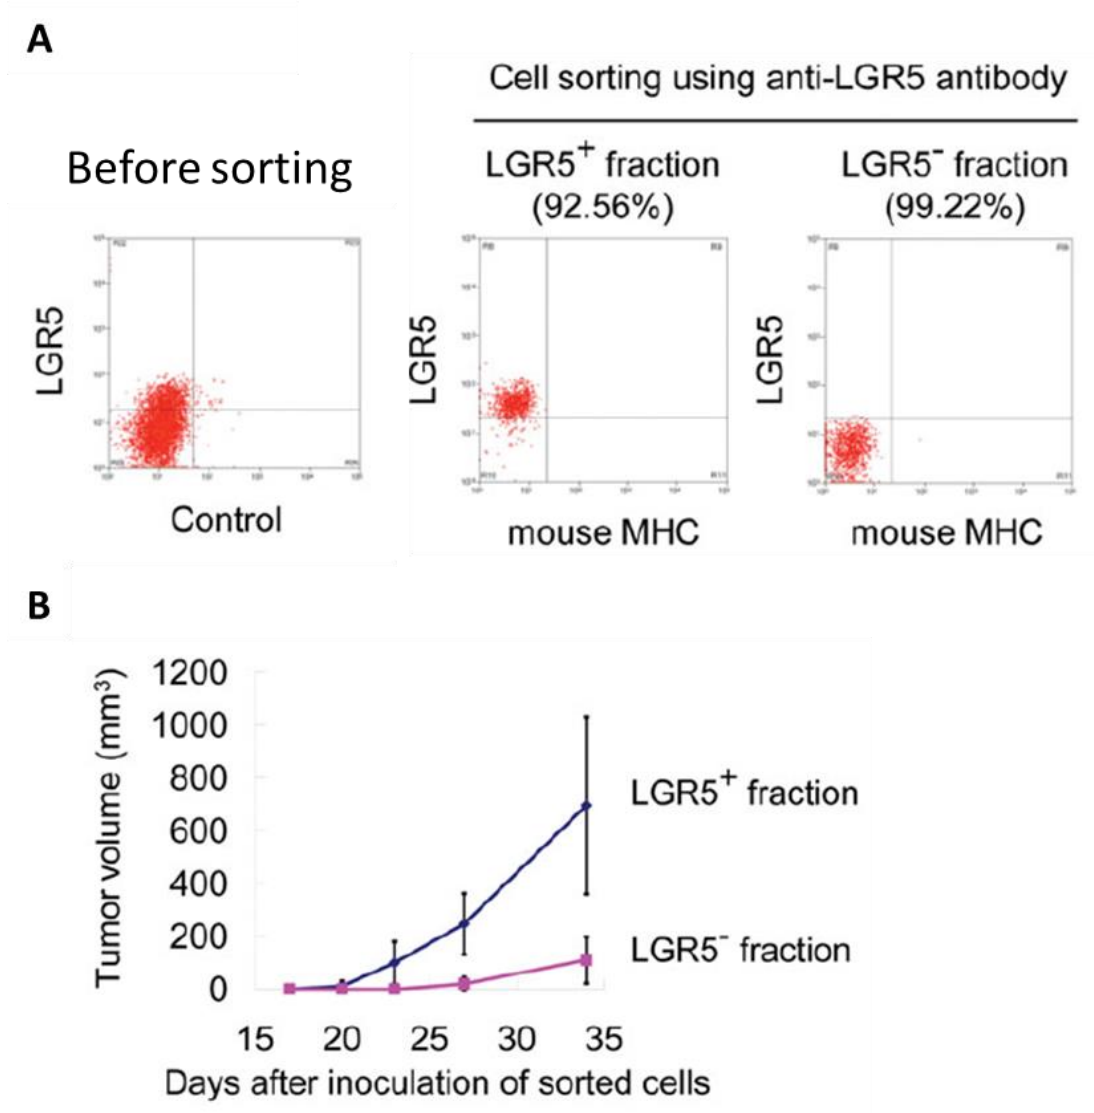 A
Cell sorting using anti-LGR5 antibody
Before sorting
LGR5⁺ fraction
(92.56%)
LGR5⁻ fraction
(99.22%)
LGR5
Control
LGR5
mouse MHC
LGR5
mouse MHC
B
Tumor volume (mm³)
1200
1000
800
600
400
200
0
LGR5⁺ fraction
LGR5⁻ fraction
15 20 25 30 35
Days after inoculation of sorted cells